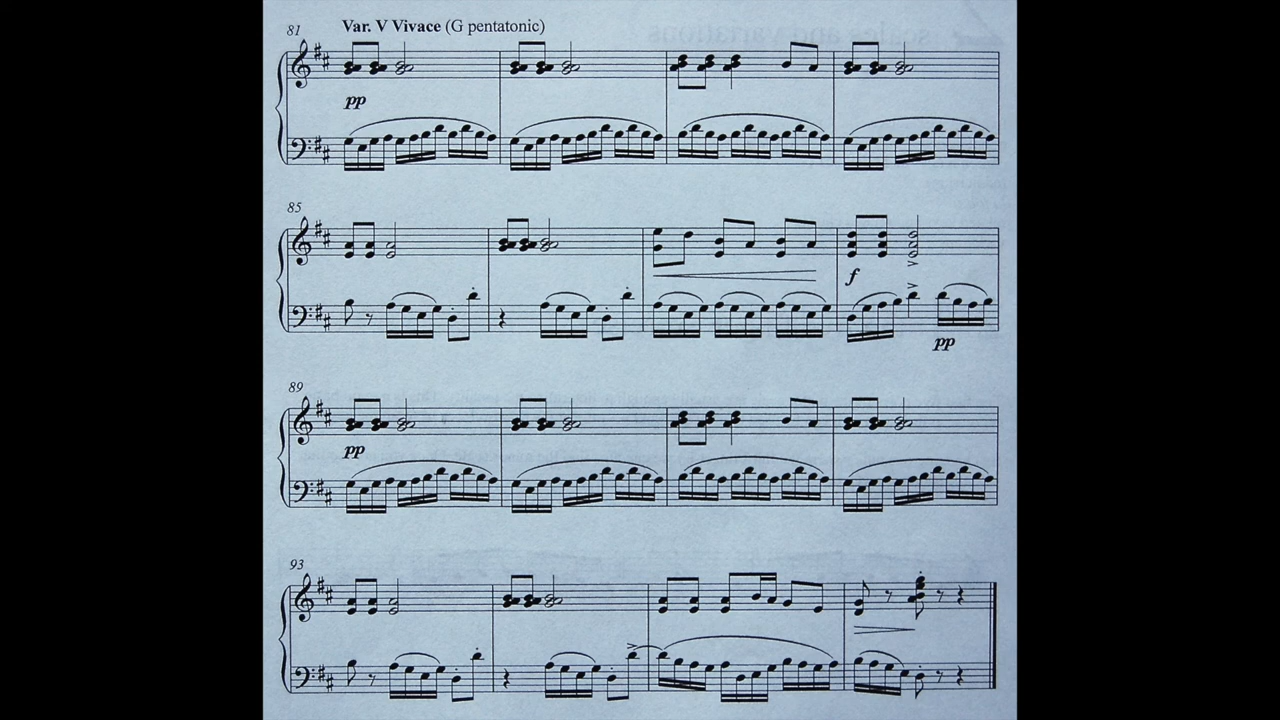 81
Var. V Vivace (G pentatonic)
pp
85
f
pp
89
pp
93